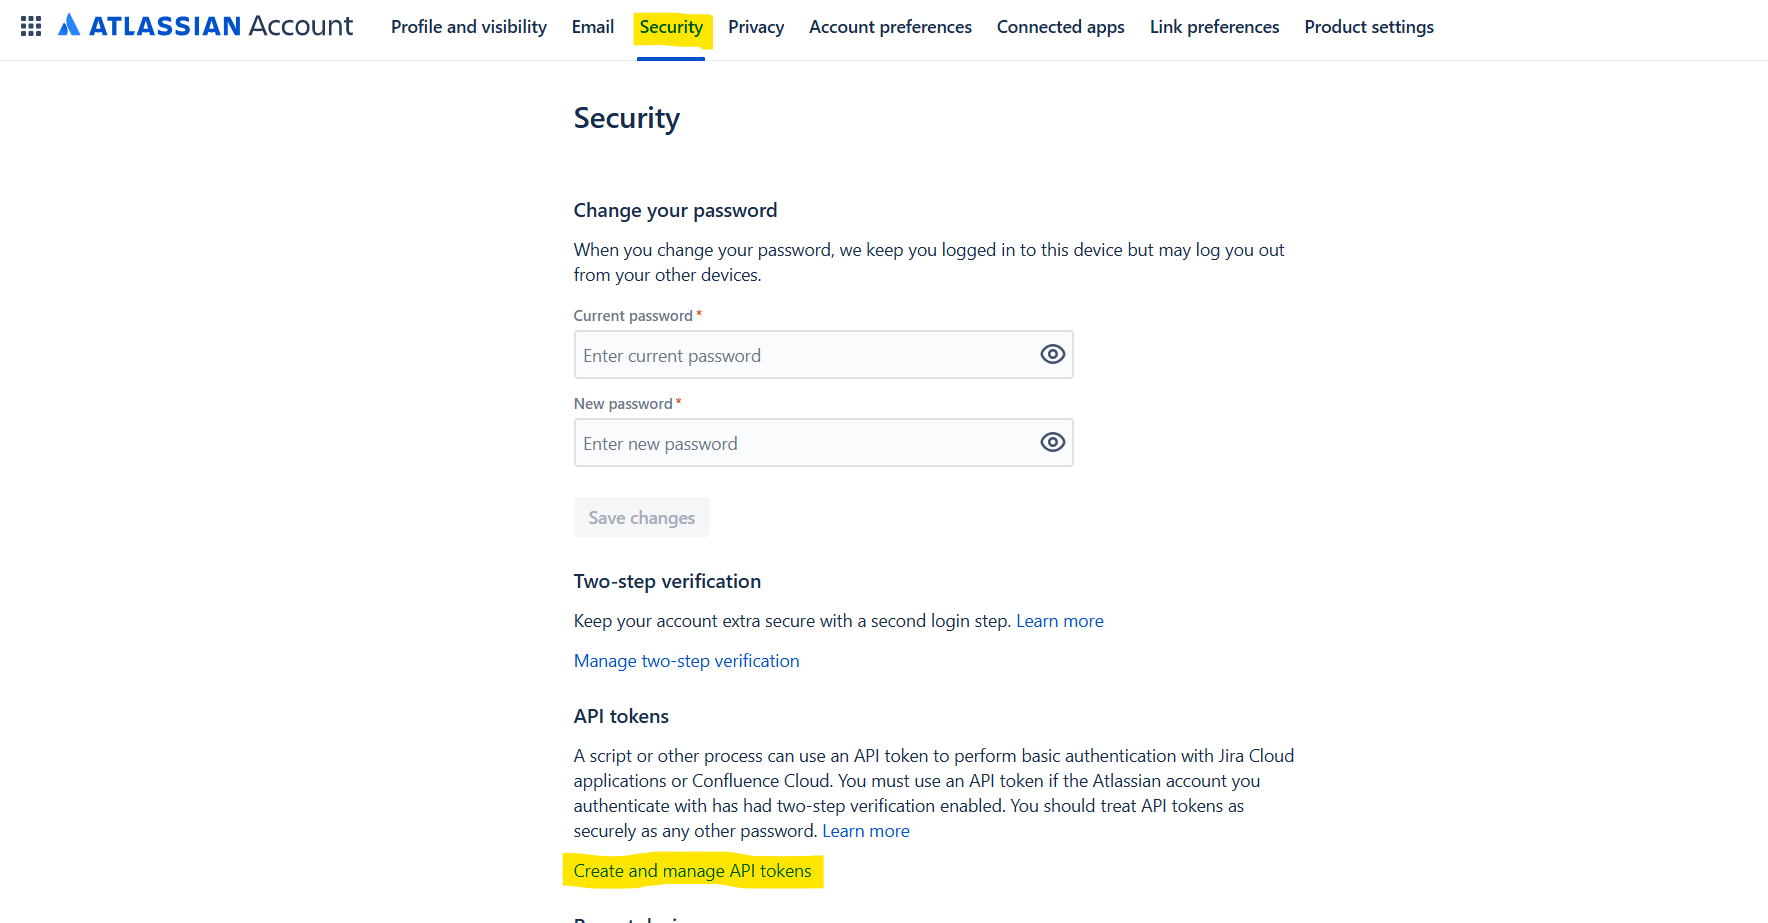 ATLASSIAN Account Profile and visibility Email Security Privacy Account preferences Connected apps Link preferences Product settings
Security
Change your password
When you change your password, we keep you logged in to this device but may log you out
from your other devices.
Current password *
Enter current password
New password *
Enter new password
Save changes
Two-step verification
Keep your account extra secure with a second login step. Learn more
Manage two-step verification
API tokens
A script or other process can use an API token to perform basic authentication with Jira Cloud
applications or Confluence Cloud. You must use an API token if the Atlassian account you
authenticate with has had two-step verification enabled. You should treat API tokens as
securely as any other password. Learn more
Create and manage API tokens